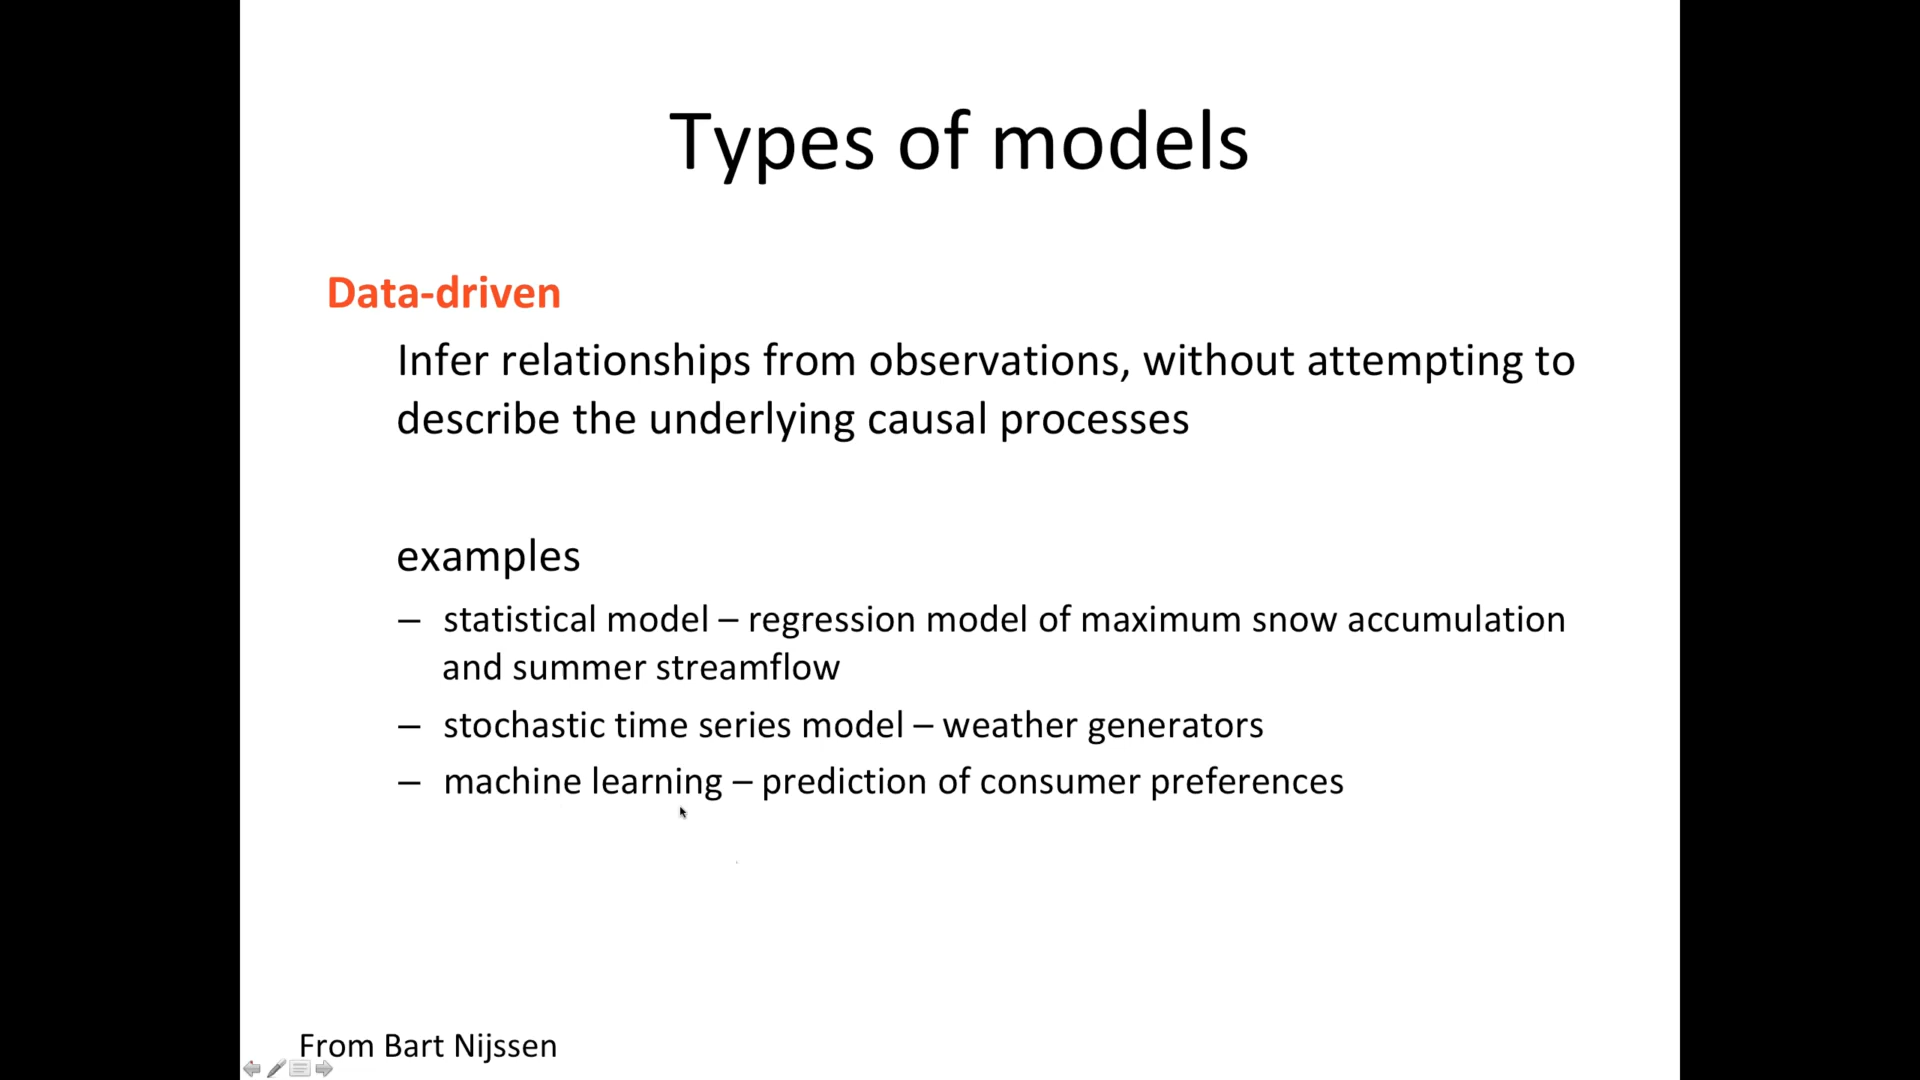 Types of models
Data-driven
Infer relationships from observations, without attempting to
describe the underlying causal processes
examples
– statistical model – regression model of maximum snow accumulation
and summer streamflow
– stochastic time series model – weather generators
– machine learning – prediction of consumer preferences
From Bart Nijssen